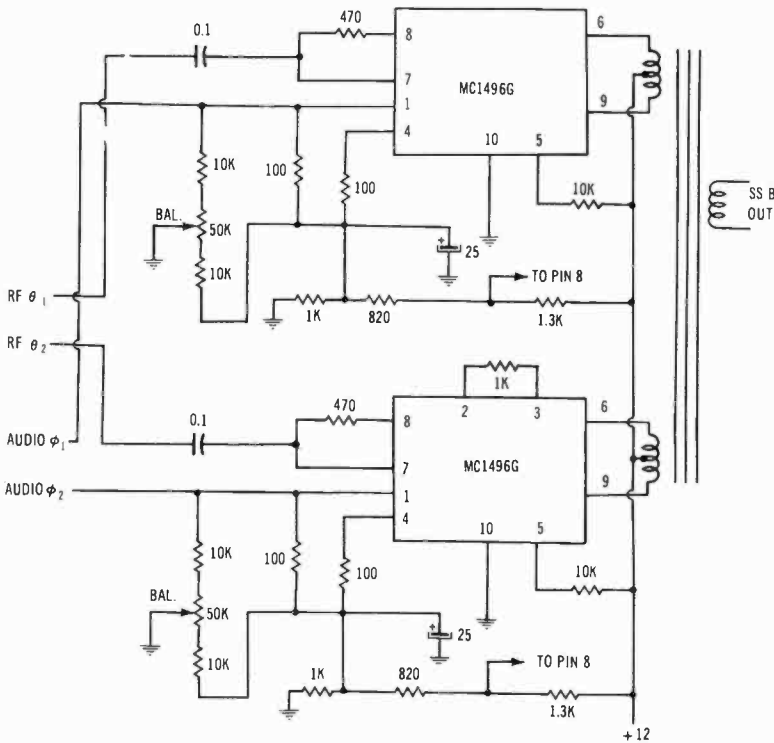 470
0.1
8
6
7
MC1496G
1
9
4
10
5
10K
100
100
10K
SS B
OUT
BAL.
50K
25
10K
TO PIN 8
RF θ1
1K
820
1.3K
RF θ2
1K
470
2
3
6
0.1
8
AUDIO ϕ1
7
MC1496G
AUDIO ϕ2
1
9
4
10
5
10K
100
100
10K
BAL.
50K
25
10K
TO PIN 8
1K
820
1.3K
+12